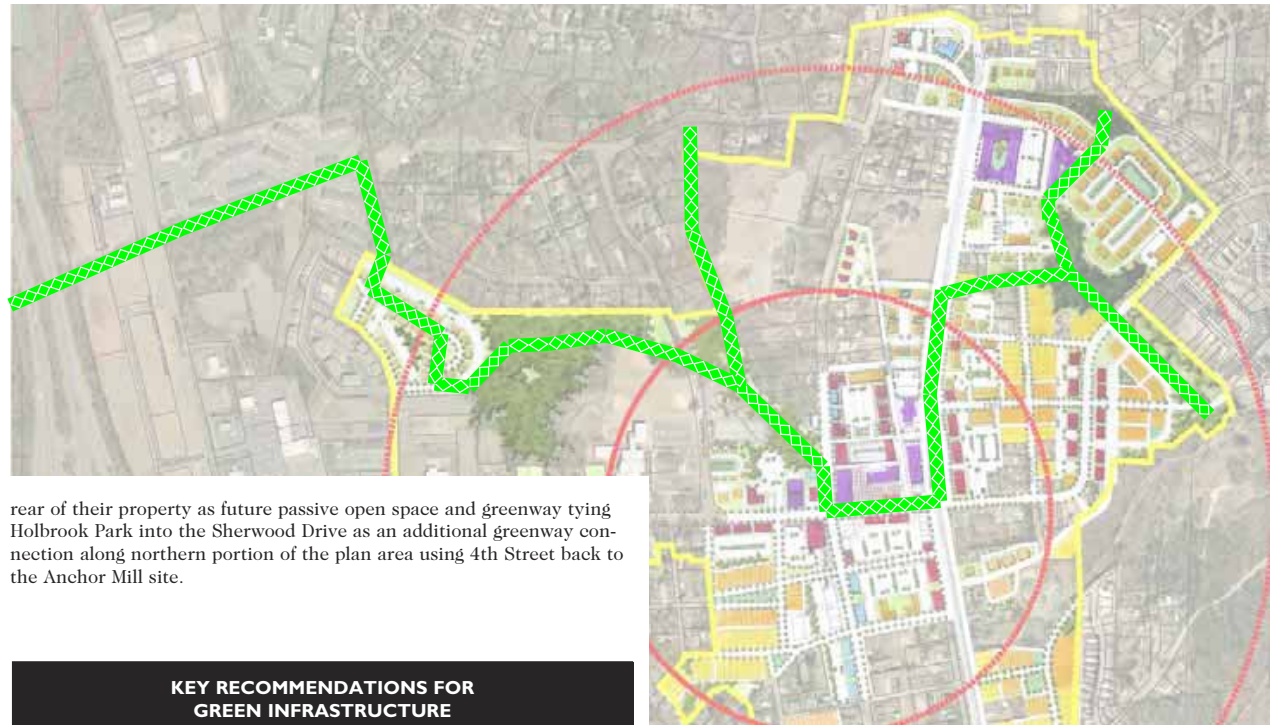 rear of their property as future passive open space and greenway tying
Holbrook Park into the Sherwood Drive as an additional greenway con-
nection along northern portion of the plan area using 4th Street back to
the Anchor Mill site.
KEY RECOMMENDATIONS FOR
GREEN INFRASTRUCTURE